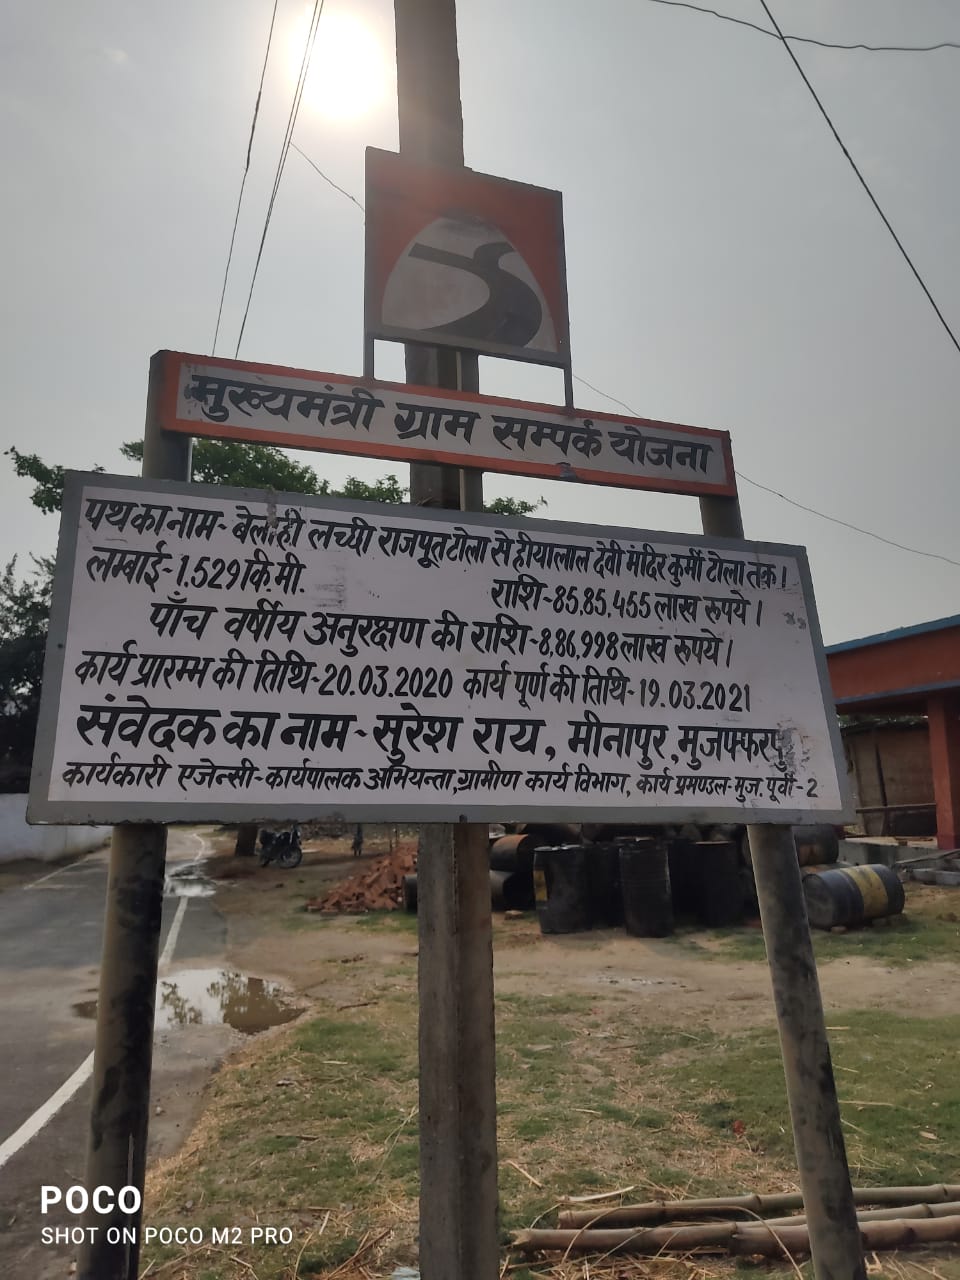 मुख्यमंत्री ग्राम सम्पर्क योजना
पथ का नाम- बेलाही लच्छी राजपूत टोला से हीयालाल देवी मंदिर कुर्मी टोला तक।
लम्बाई-1.529 कि.मी. राशि-85,85,455 लाख रूपये।
पाँच वर्षीय अनुरक्षण की राशि-8,86,998 लाख रूपये।
कार्य प्रारम्भ की तिथि-20.03.2020 कार्य पूर्ण की तिथि-19.03.2021
संवेदक का नाम-सुरेश राय, मीनापुर, मुजफ्फरपु
कार्यकारी एजेन्सी-कार्यपालक अभियन्ता, ग्रामीण कार्य विभाग, कार्य प्रमण्डल-मुज. पूर्वी-2
POCO
SHOT ON POCO M2 PRO